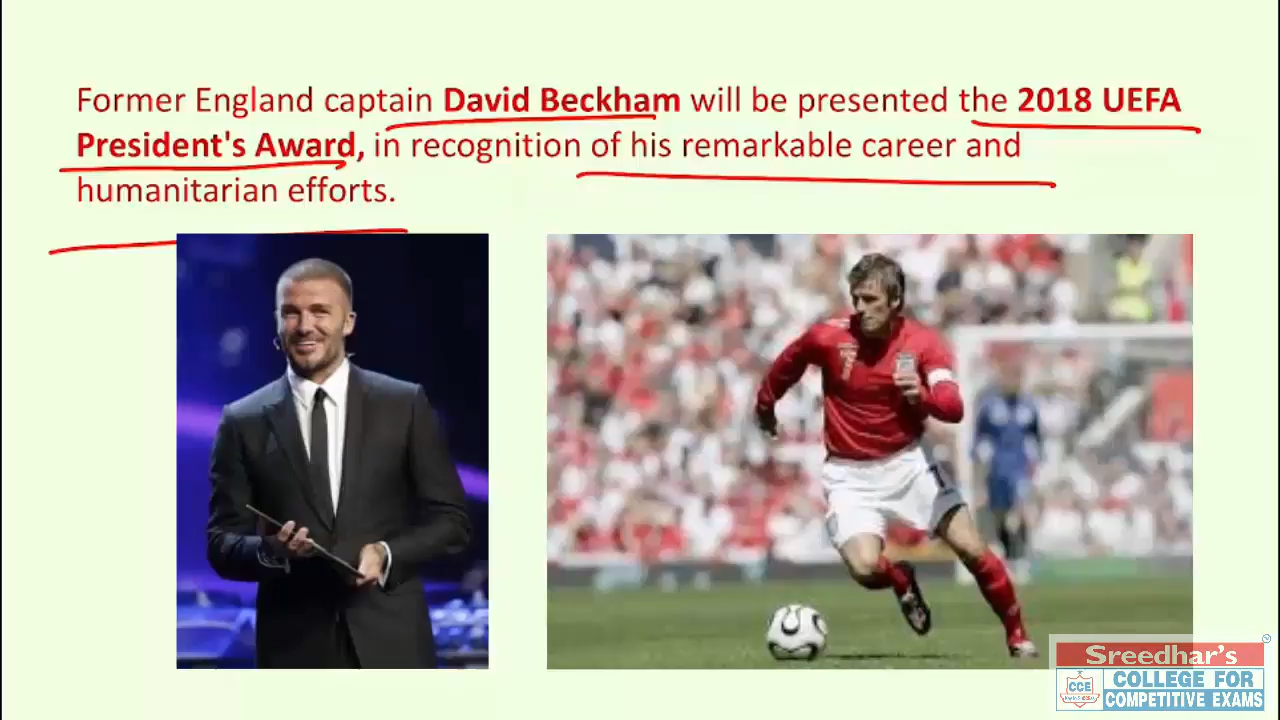 Former England captain David Beckham will be presented the 2018 UEFA
President's Award, in recognition of his remarkable career and
humanitarian efforts.
Sreedhar's
CCE
COLLEGE FOR
COMPETITIVE EXAMS